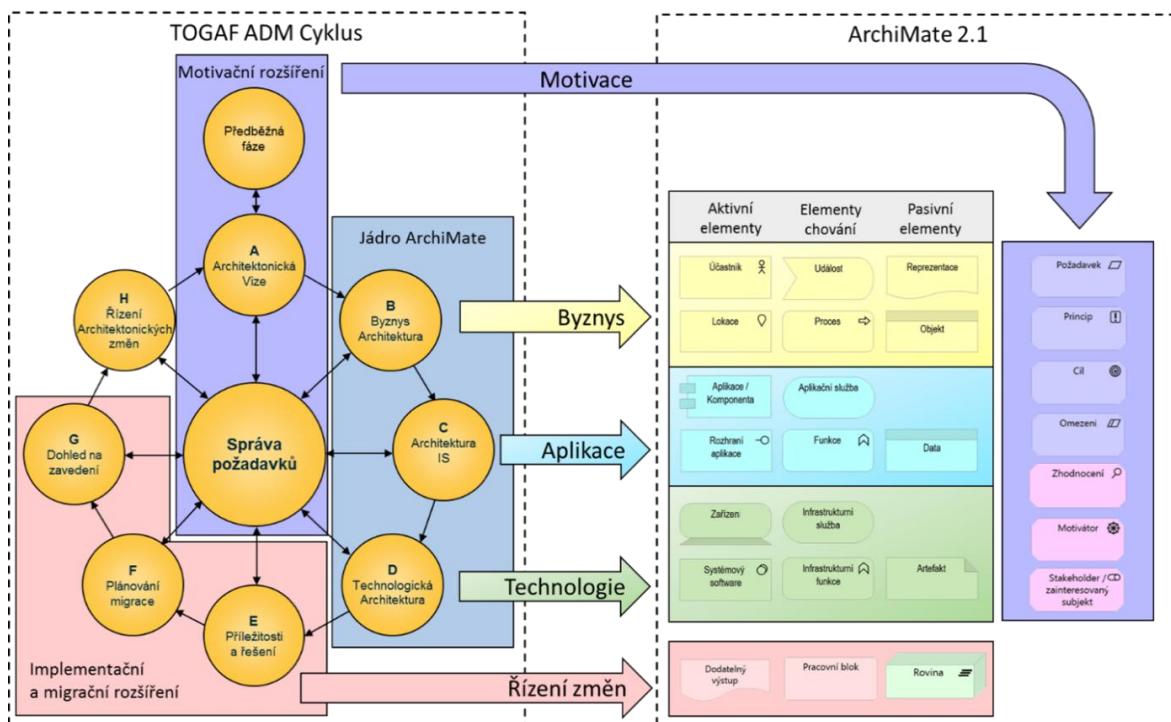 TOGAF ADM Cyklus
ArchiMate 2.1
Motivační rozšíření
Motivace
Předběžná
fáze
A
Architektonická
Vize
Jádro ArchiMate
H
Řízení
Architektonických
změn
B
Byznys
Architektura
Byznys
G
Dohled na
zavedení
Správa
požadavků
C
Architektura
IS
Aplikace
F
Plánování
migrace
D
Technologická
Architektura
Technologie
E
Příležitosti
a řešení
Implementační
a migrační rozšíření
Řízení změn
Aktivní
elementy
Elementy
chování
Pasivní
elementy
Účastník
Událost
Reprezentace
Lokace
Proces
Objekt
Aplikace /
Komponenta
Aplikační služba
Rozhraní
aplikace
Funkce
Data
Zařízen
Infrastrukturní
služba
Systémový
software
Infrastrukturní
funkce
Artefakt
Dodatelný
výstup
Pracovní blok
Rovina
Požadavek
Princip
Cíl
Omezení
Zhodnocení
Motivátor
Stakeholder /
zainteresovaný
subjekt